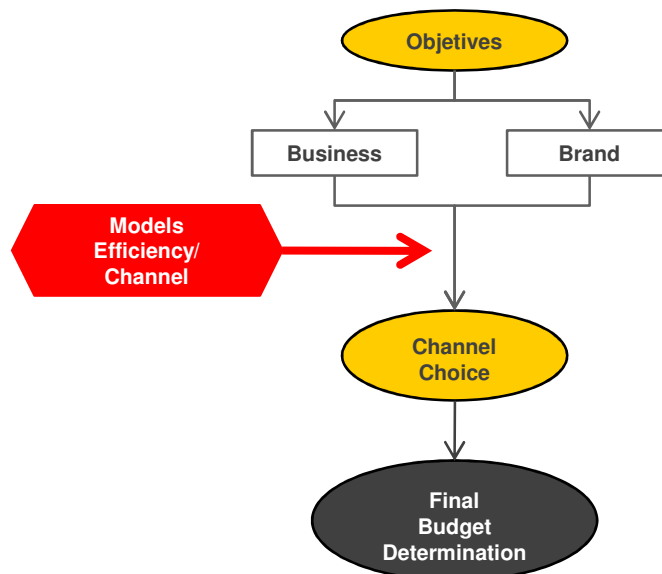 Objetives
Business
Brand
Models
Efficiency/
Channel
Channel
Choice
Final
Budget
Determination